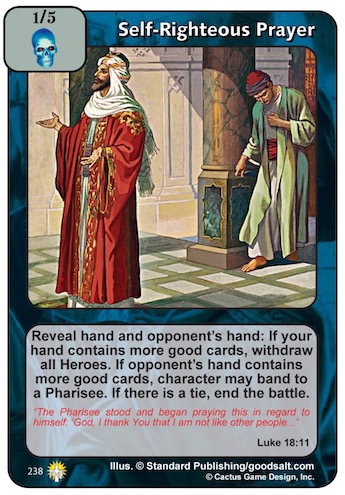 1/5
Self-Righteous Prayer
Reveal hand and opponent's hand: If your
hand contains more good cards, withdraw
all Heroes. If opponent's hand contains
more good cards, character may band to
a Pharisee. If there is a tie, end the battle.
"The Pharisee stood and began praying this in regard to
himself: 'God, I thank You that I am not like other people..."
Luke 18:11
238
Illus. © Standard Publishing/goodsalt.com
© Cactus Game Design, Inc.